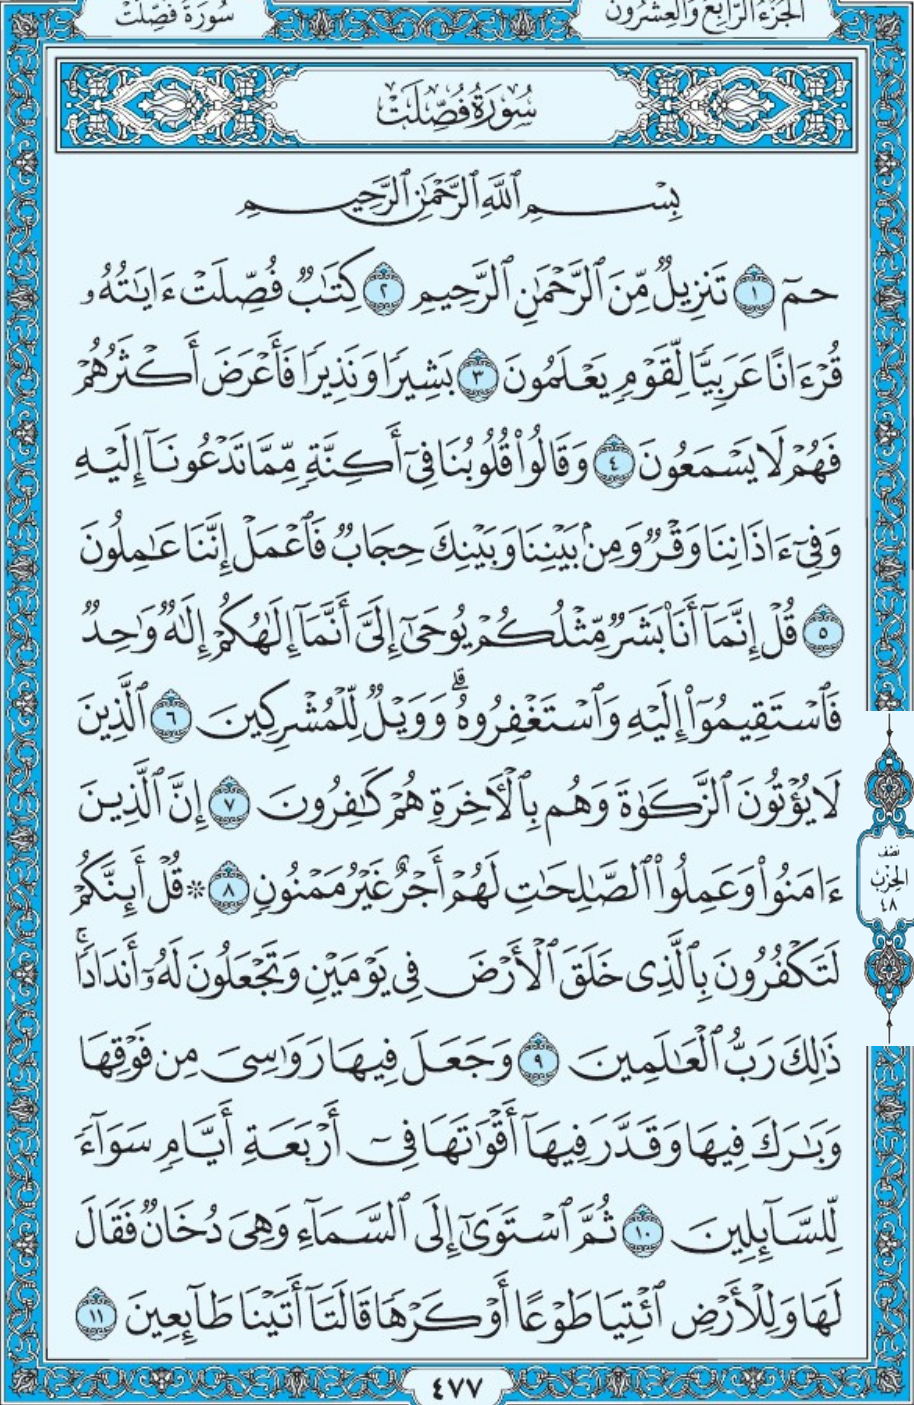 الجُزْءُ الرَّابِعُ وَالعِشْرُونَ
سُورَةُ فُصِّلَتْ
سُورَةُ فُصِّلَتْ
بِسْمِ ٱللَّهِ ٱلرَّحْمَٰنِ ٱلرَّحِيمِ
حمٓ ١ تَنزِيلٌ مِّنَ ٱلرَّحْمَٰنِ ٱلرَّحِيمِ ٢ كِتَٰبٌ فُصِّلَتْ ءَايَٰتُهُۥ
قُرْءَانًا عَرَبِيًّا لِّقَوْمٍ يَعْلَمُونَ ٣ بَشِيرًا وَنَذِيرًا فَأَعْرَضَ أَكْثَرُهُمْ
فَهُمْ لَا يَسْمَعُونَ ٤ وَقَالُوا۟ قُلُوبُنَا فِىٓ أَكِنَّةٍ مِّمَّا تَدْعُونَآ إِلَيْهِ
وَفِىٓ ءَاذَانِنَا وَقْرٌ وَمِنۢ بَيْنِنَا وَبَيْنِكَ حِجَابٌ فَٱعْمَلْ إِنَّنَا عَٰمِلُونَ
٥ قُلْ إِنَّمَآ أَنَا۠ بَشَرٌ مِّثْلُكُمْ يُوحَىٰٓ إِلَىَّ أَنَّمَآ إِلَٰهُكُمْ إِلَٰهٌ وَٰحِدٌ
فَٱسْتَقِيمُوٓا۟ إِلَيْهِ وَٱسْتَغْفِرُوهُ ۗ وَوَيْلٌ لِّلْمُشْرِكِينَ ٦ ٱلَّذِينَ
لَا يُؤْتُونَ ٱلزَّكَوٰةَ وَهُم بِٱلْءَاخِرَةِ هُمْ كَٰفِرُونَ ٧ إِنَّ ٱلَّذِينَ
ءَامَنُوا۟ وَعَمِلُوا۟ ٱلصَّٰلِحَٰتِ لَهُمْ أَجْرٌ غَيْرُ مَمْنُونٍ ٨ ۞ قُلْ أَئِنَّكُمْ
لَتَكْفُرُونَ بِٱلَّذِى خَلَقَ ٱلْأَرْضَ فِى يَوْمَيْنِ وَتَجْعَلُونَ لَهُۥٓ أَندَادًا ۚ
ذَٰلِكَ رَبُّ ٱلْعَٰلَمِينَ ٩ وَجَعَلَ فِيهَا رَوَٰسِىَ مِن فَوْقِهَا
وَبَٰرَكَ فِيهَا وَقَدَّرَ فِيهَآ أَقْوَٰتَهَا فِىٓ أَرْبَعَةِ أَيَّامٍ سَوَآءً
لِّلسَّآئِلِينَ ١٠ ثُمَّ ٱسْتَوَىٰٓ إِلَى ٱلسَّمَآءِ وَهِىَ دُخَانٌ فَقَالَ
لَهَا وَلِلْأَرْضِ ٱئْتِيَا طَوْعًا أَوْ كَرْهًا قَالَتَآ أَتَيْنَا طَآئِعِينَ ١١
نصف
الحزب
٤٨
٤٧٧